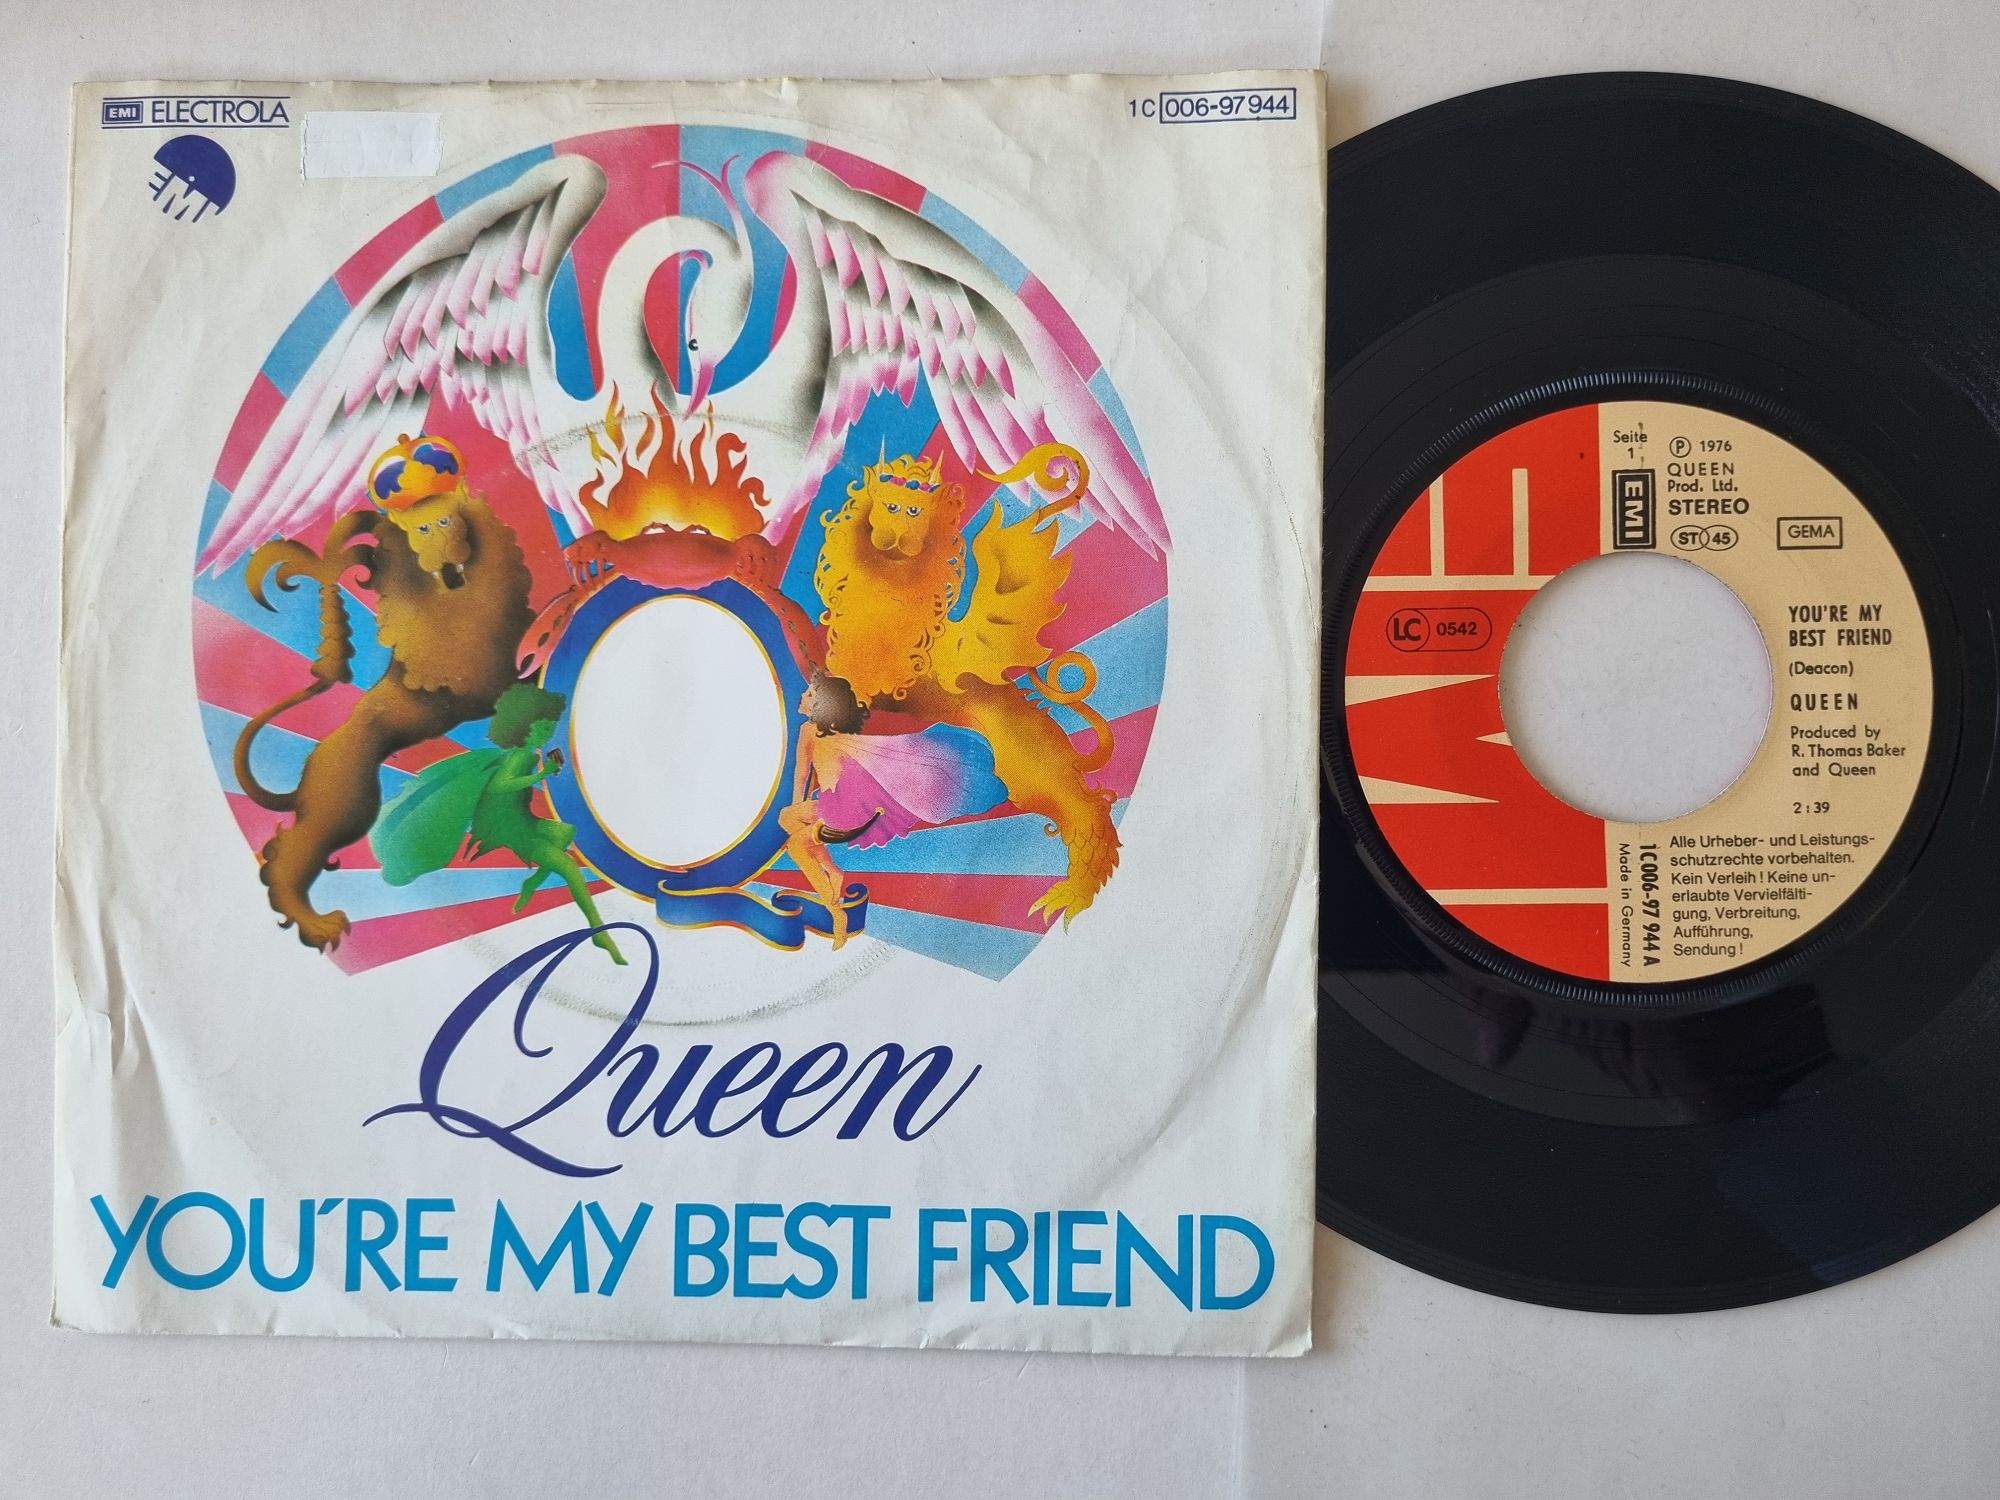 EMI ELECTROLA
EMI
1C 006-97944
Queen
YOU'RE MY BEST FRIEND
EMI
Seite
1
Ⓟ 1976
QUEEN
Prod. Ltd.
STEREO
EMI
ST 45
GEMA
LC 0542
YOU'RE MY
BEST FRIEND
(Deacon)
QUEEN
Produced by
R. Thomas Baker
and Queen
2:39
Alle Urheber- und Leistungs-
schutzrechte vorbehalten.
Kein Verleih! Keine un-
erlaubte Vervielfälti-
gung, Verbreitung,
Aufführung,
Sendung!
1C006-97 944 A
Made in Germany